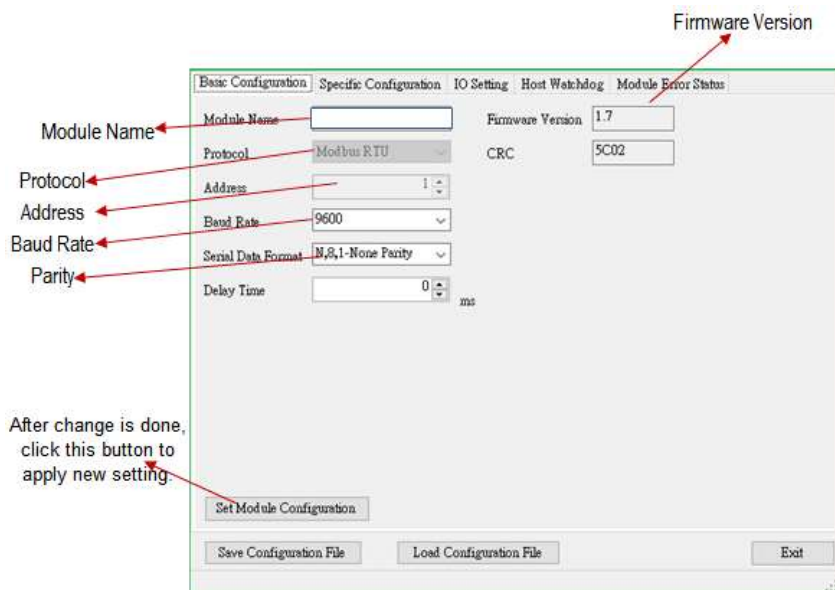 Firmware Version
Basic Configuration Specific Configuration IO Setting Host Watchdog Module Error Status
Module Name
Module Name
Firmware Version 1.7
Protocol
Protocol Modbus RTU
CRC 5C02
Address
Address 1
Baud Rate
Baud Rate 9600
Parity
Serial Data Format N,8,1-None Parity
Delay Time 0 ms
After change is done,
click this button to
apply new setting.
Set Module Configuration
Save Configuration File Load Configuration File Exit